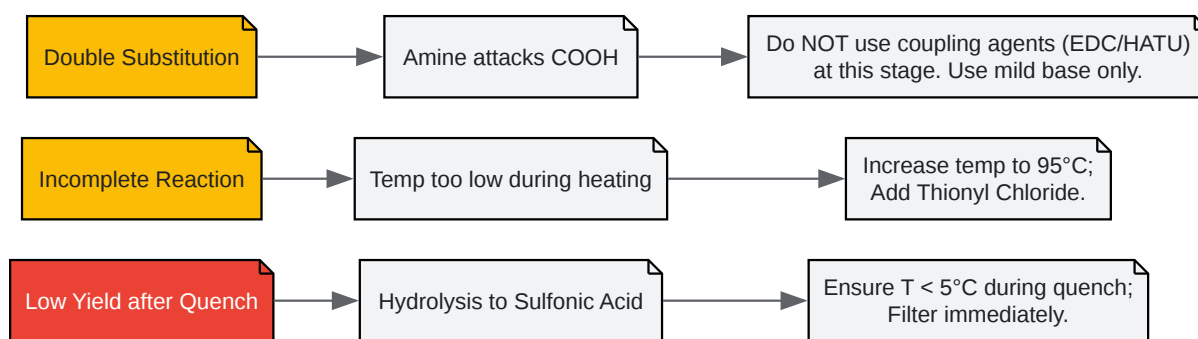 Double Substitution
Amine attacks COOH
Do NOT use coupling agents (EDC/HATU)
at this stage. Use mild base only.
Incomplete Reaction
Temp too low during heating
Increase temp to 95°C;
Add Thionyl Chloride.
Low Yield after Quench
Hydrolysis to Sulfonic Acid
Ensure T < 5°C during quench;
Filter immediately.